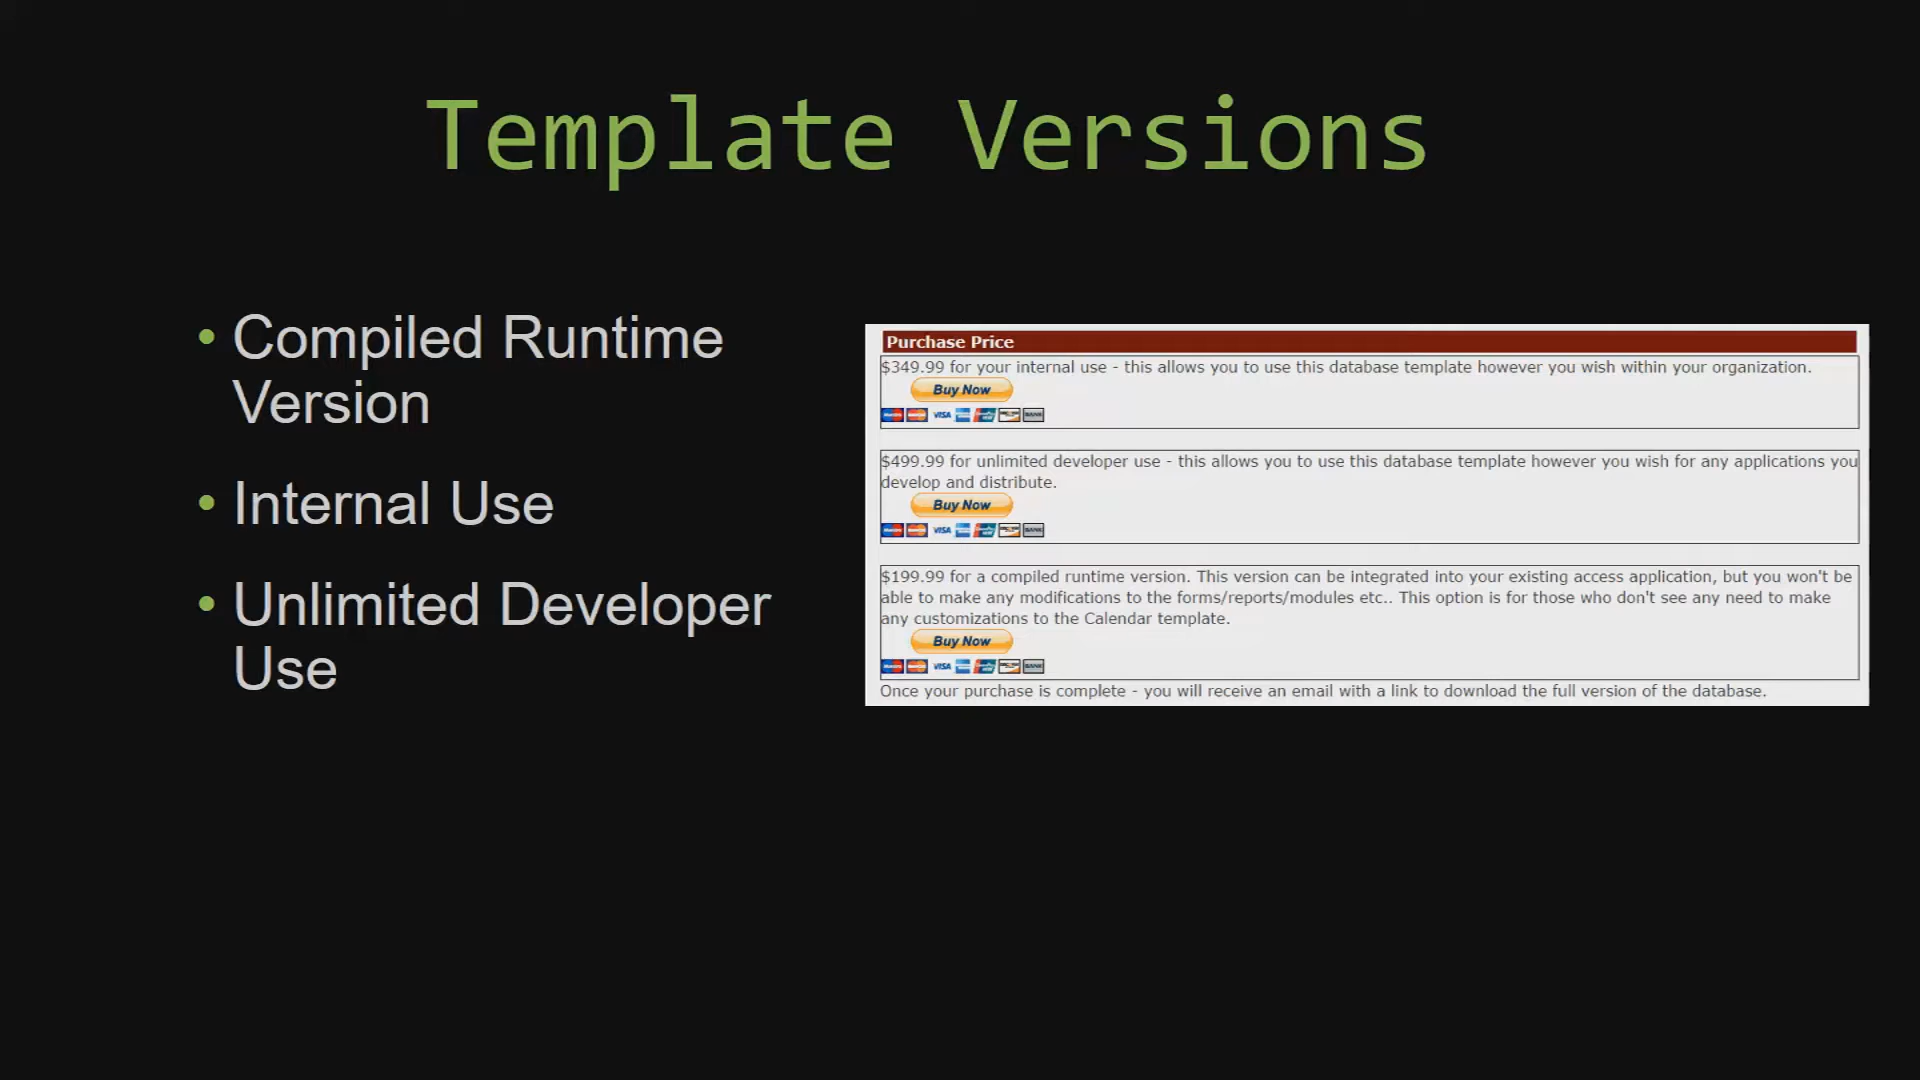 Template Versions
• Compiled Runtime
Version
• Internal Use
• Unlimited Developer
Use
Purchase Price
$349.99 for your internal use - this allows you to use this database template however you wish within your organization.
Buy Now
VISA
$499.99 for unlimited developer use - this allows you to use this database template however you wish for any applications you
develop and distribute.
Buy Now
VISA
$199.99 for a compiled runtime version. This version can be integrated into your existing access application, but you won't be
able to make any modifications to the forms/reports/modules etc.. This option is for those who don't see any need to make
any customizations to the Calendar template.
Buy Now
VISA
Once your purchase is complete - you will receive an email with a link to download the full version of the database.